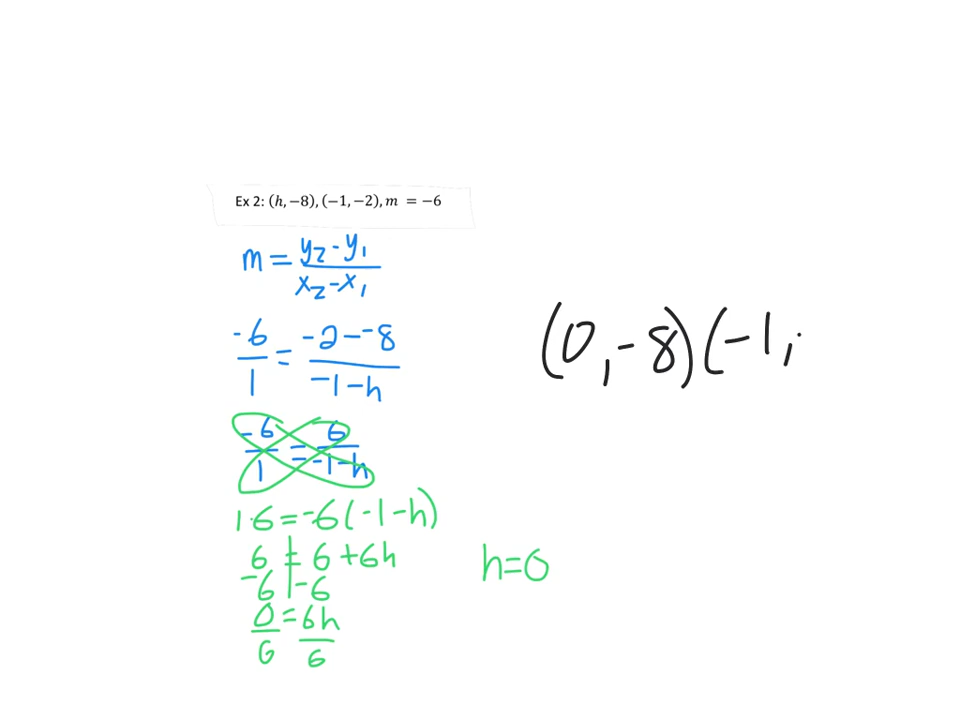 Ex 2: (h, −8), (−1, −2), m = −6
m = y₂ - y₁ / x₂ - x₁
-6/1 = -2 - -8 / -1 - h
-6/1 = 6 / -1 - h
1·6 = -6(-1 - h)
6 = 6 + 6h
-6 | -6
0/6 = 6h/6
h = 0
(0, -8) (-1,